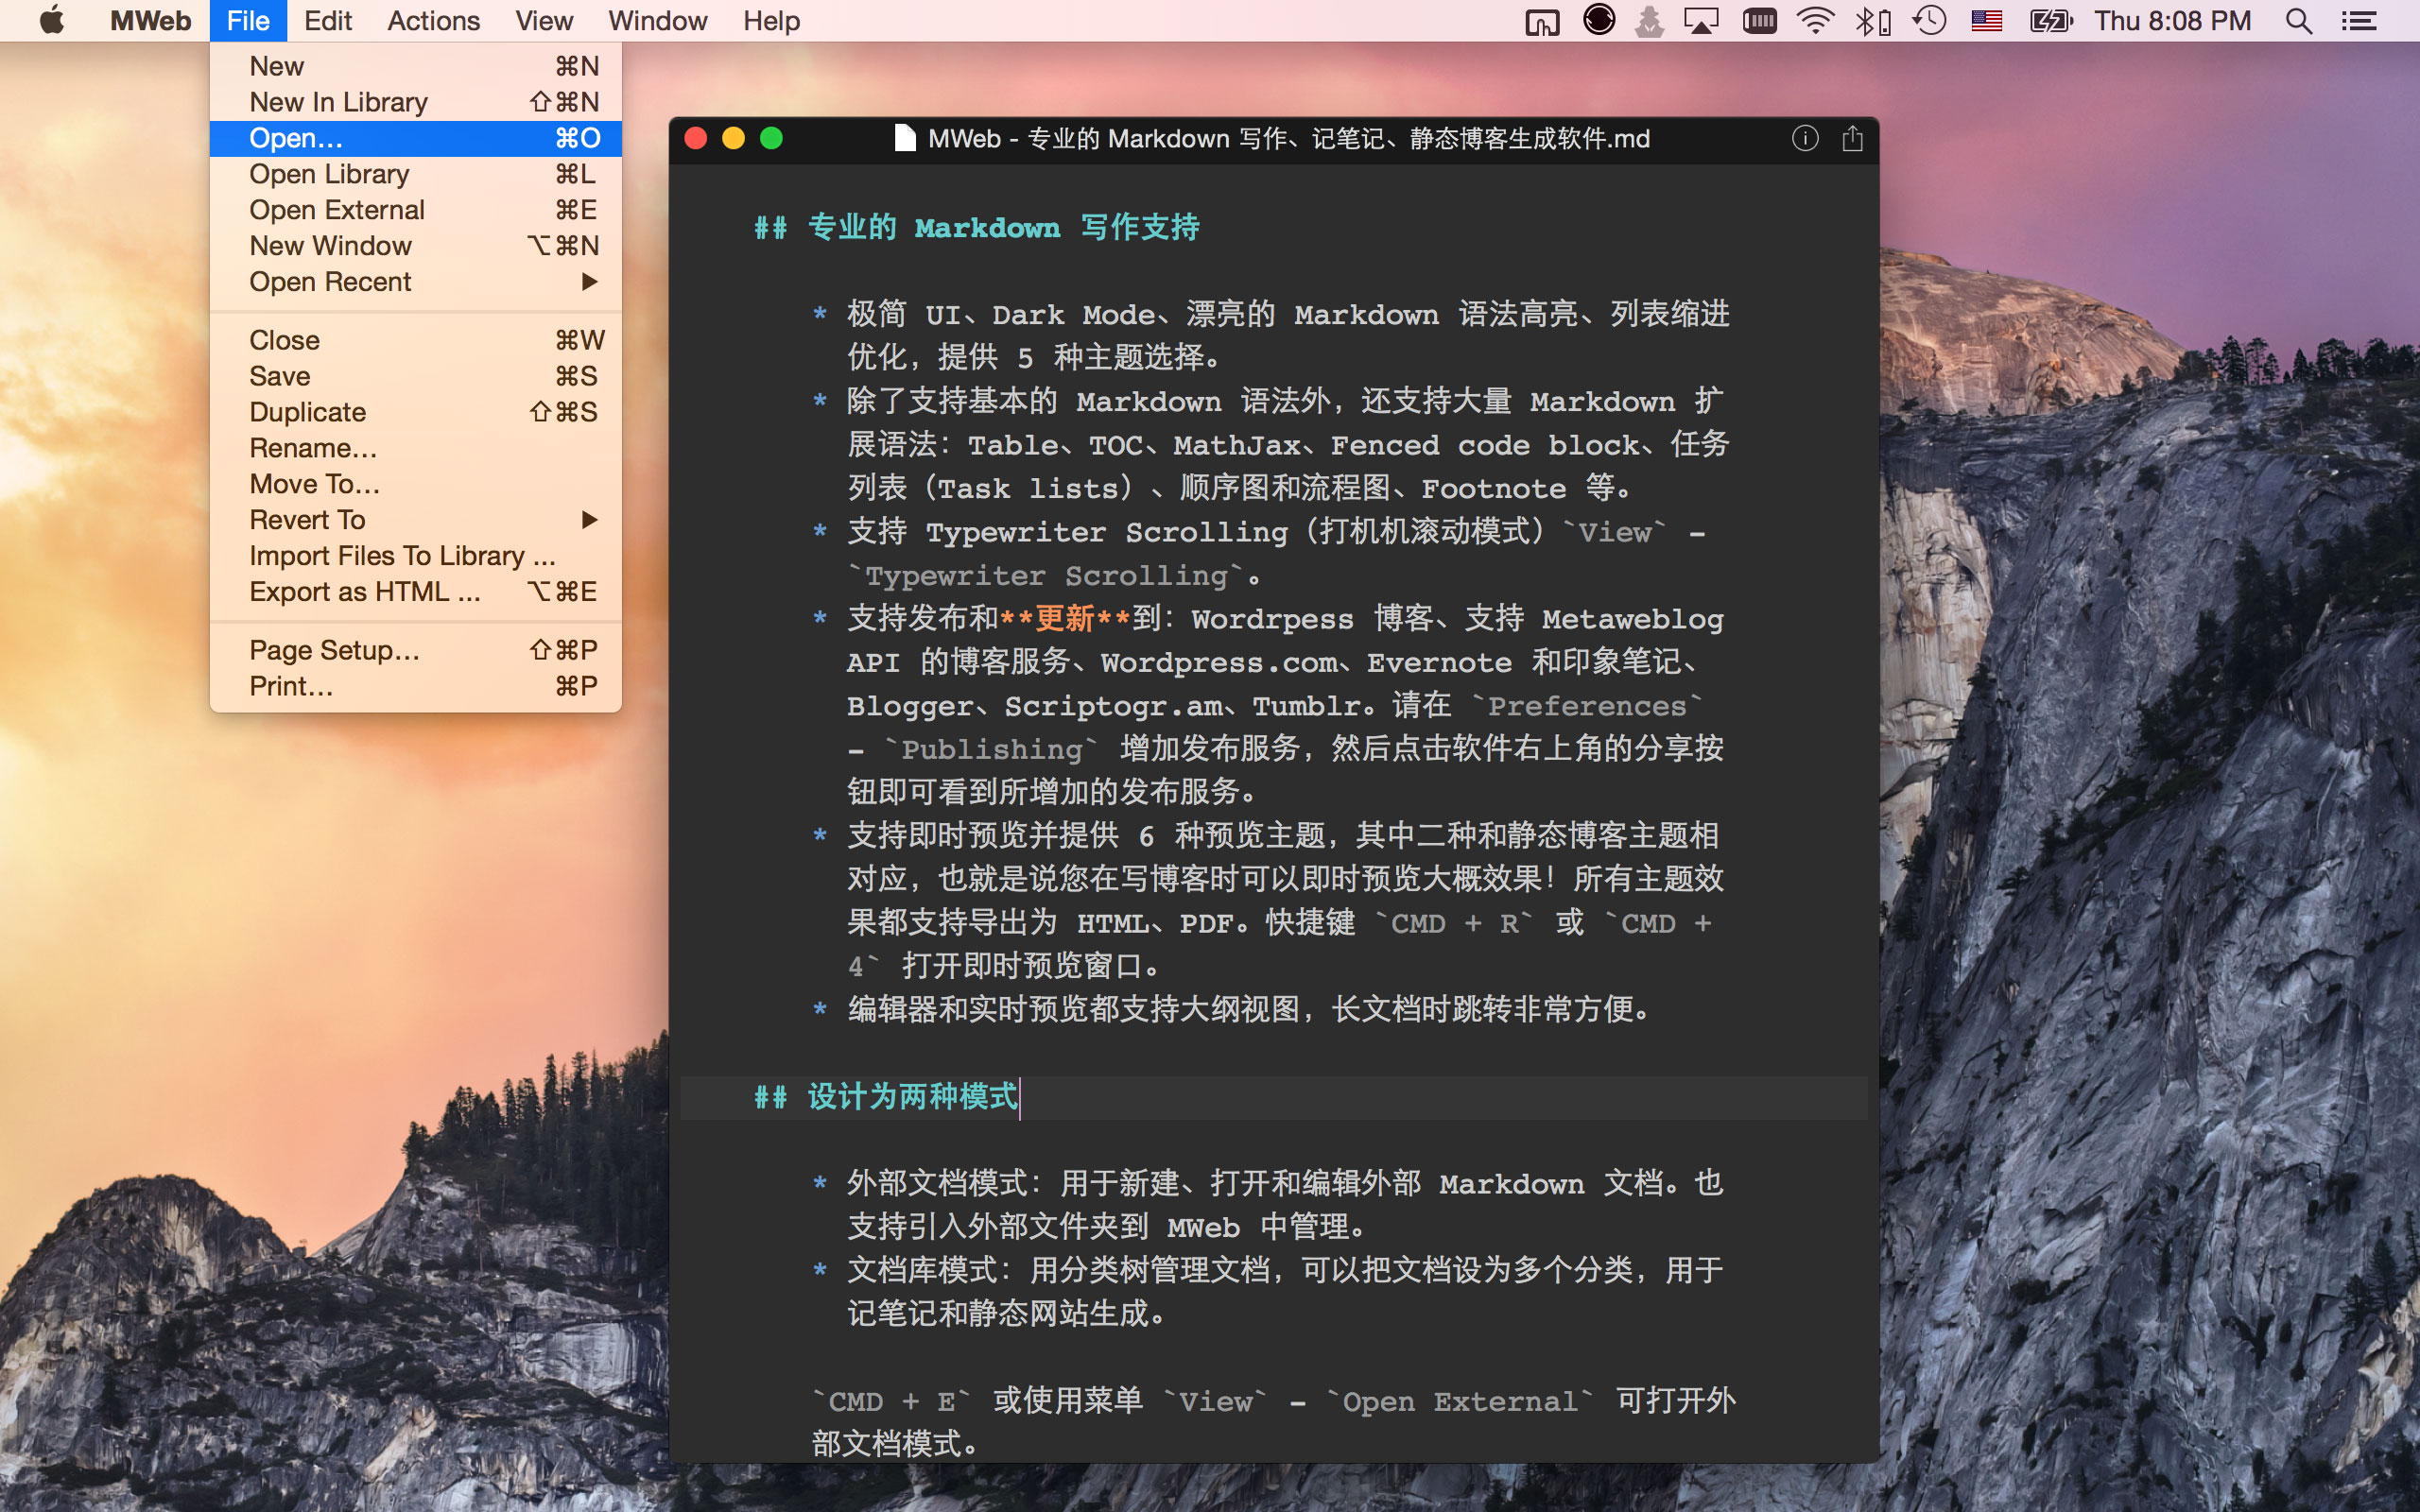 MWeb File Edit Actions View Window Help Thu 8:08 PM
New ⌘N
New In Library ⇧⌘N
Open... ⌘O
Open Library ⌘L
Open External ⌘E
New Window ⌥⌘N
Open Recent ▶
Close ⌘W
Save ⌘S
Duplicate ⇧⌘S
Rename...
Move To...
Revert To ▶
Import Files To Library ...
Export as HTML ... ⌥⌘E
Page Setup... ⇧⌘P
Print... ⌘P
MWeb - 专业的 Markdown 写作、记笔记、静态博客生成软件.md
## 专业的 Markdown 写作支持
* 极简 UI、Dark Mode、漂亮的 Markdown 语法高亮、列表缩进
优化，提供 5 种主题选择。
* 除了支持基本的 Markdown 语法外，还支持大量 Markdown 扩
展语法：Table、TOC、MathJax、Fenced code block、任务
列表（Task lists）、顺序图和流程图、Footnote 等。
* 支持 Typewriter Scrolling（打机机滚动模式）`View` –
`Typewriter Scrolling`。
* 支持发布和**更新**到：Wordrpess 博客、支持 Metaweblog
API 的博客服务、Wordpress.com、Evernote 和印象笔记、
Blogger、Scriptogr.am、Tumblr。请在 `Preferences`
– `Publishing` 增加发布服务，然后点击软件右上角的分享按
钮即可看到所增加的发布服务。
* 支持即时预览并提供 6 种预览主题，其中二种和静态博客主题相
对应，也就是说您在写博客时可以即时预览大概效果！所有主题效
果都支持导出为 HTML、PDF。快捷键 `CMD + R` 或 `CMD +
4` 打开即时预览窗口。
* 编辑器和实时预览都支持大纲视图，长文档时跳转非常方便。
## 设计为两种模式
* 外部文档模式：用于新建、打开和编辑外部 Markdown 文档。也
支持引入外部文件夹到 MWeb 中管理。
* 文档库模式：用分类树管理文档，可以把文档设为多个分类，用于
记笔记和静态网站生成。
`CMD + E` 或使用菜单 `View` – `Open External` 可打开外
部文档模式。